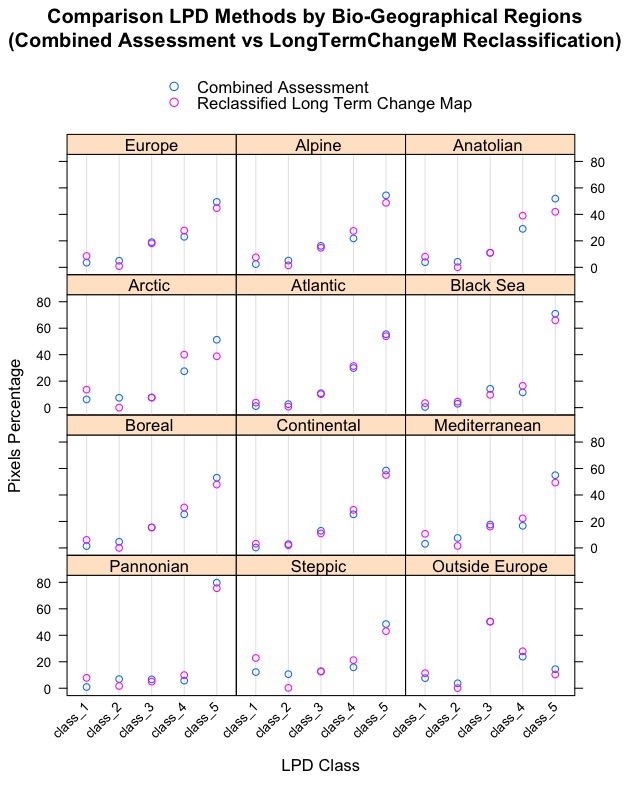 Comparison LPD Methods by Bio-Geographical Regions
(Combined Assessment vs LongTermChangeM Reclassification)
Combined Assessment
Reclassified Long Term Change Map
Europe Alpine Anatolian
80
60
40
20
0
Arctic Atlantic Black Sea
80
60
40
20
0
Boreal Continental Mediterranean
80
60
40
20
0
Pannonian Steppic Outside Europe
80
60
40
20
0
Pixels Percentage
class_1 class_2 class_3 class_4 class_5 class_1 class_2 class_3 class_4 class_5 class_1 class_2 class_3 class_4 class_5
LPD Class